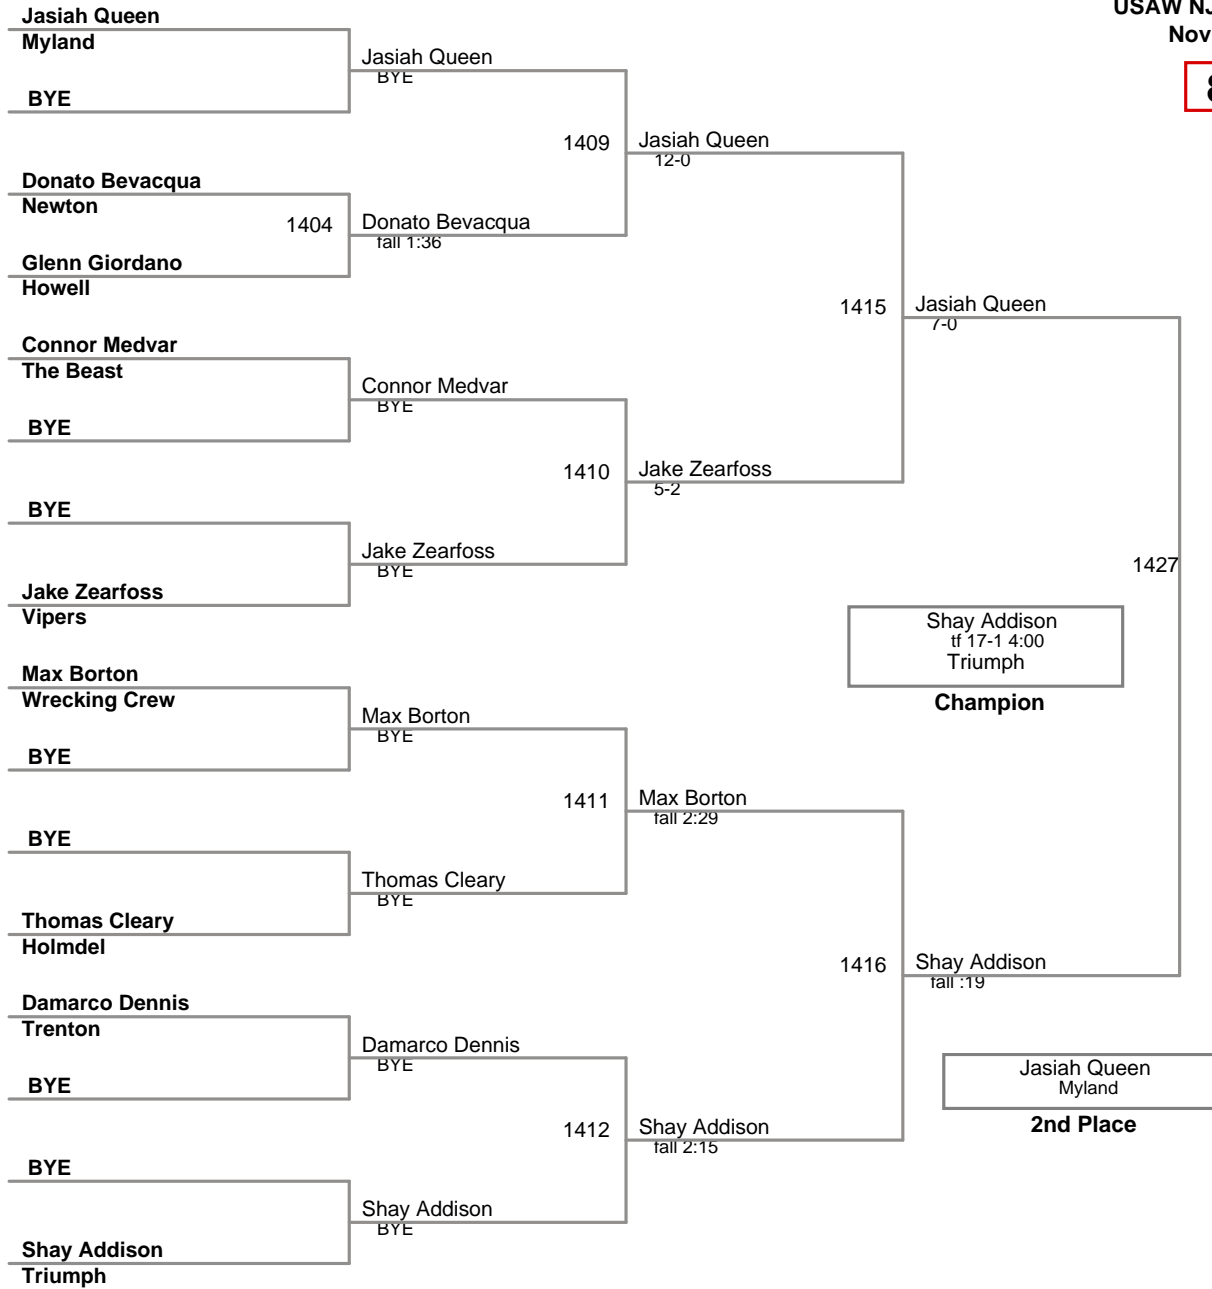 USAW NJ
Nov
8
Jasiah Queen
Myland
BYE
Donato Bevacqua
Newton
1404
Glenn Giordano
Howell
Connor Medvar
The Beast
BYE
BYE
Jake Zearfoss
Vipers
Max Borton
Wrecking Crew
BYE
BYE
Thomas Cleary
Holmdel
Damarco Dennis
Trenton
BYE
BYE
Shay Addison
Triumph
Jasiah Queen
BYE
1409
Donato Bevacqua
fall 1:36
Connor Medvar
BYE
1410
Jake Zearfoss
BYE
Max Borton
BYE
1411
Thomas Cleary
BYE
Damarco Dennis
BYE
1412
Shay Addison
BYE
Jasiah Queen
12-0
1415
Jake Zearfoss
5-2
Max Borton
fall 2:29
1416
Shay Addison
fall 2:15
Jasiah Queen
7-0
1427
Shay Addison
fall :19
Shay Addison
tf 17-1 4:00
Triumph
Champion
Jasiah Queen
Myland
2nd Place